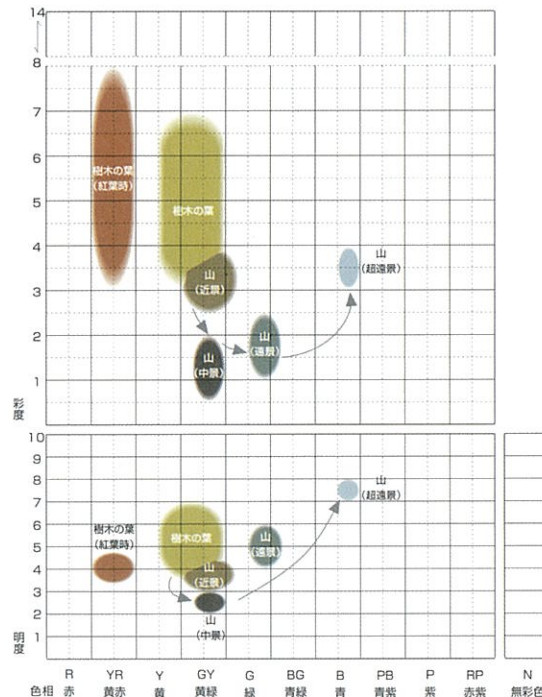 14
8
7
6
5
4
3
2
1
彩度
樹木の葉
(紅葉時)
樹木の葉
山
(近景)
山
(中景)
山
(遠景)
山
(超遠景)
10
9
8
7
6
5
4
3
2
1
明度
樹木の葉
(紅葉時)
樹木の葉
山
(近景)
山
(中景)
山
(遠景)
山
(超遠景)
R YR Y GY G BG B PB P RP N
色相 赤 黄赤 黄 黄緑 緑 青緑 青 青紫 紫 赤紫 無彩色